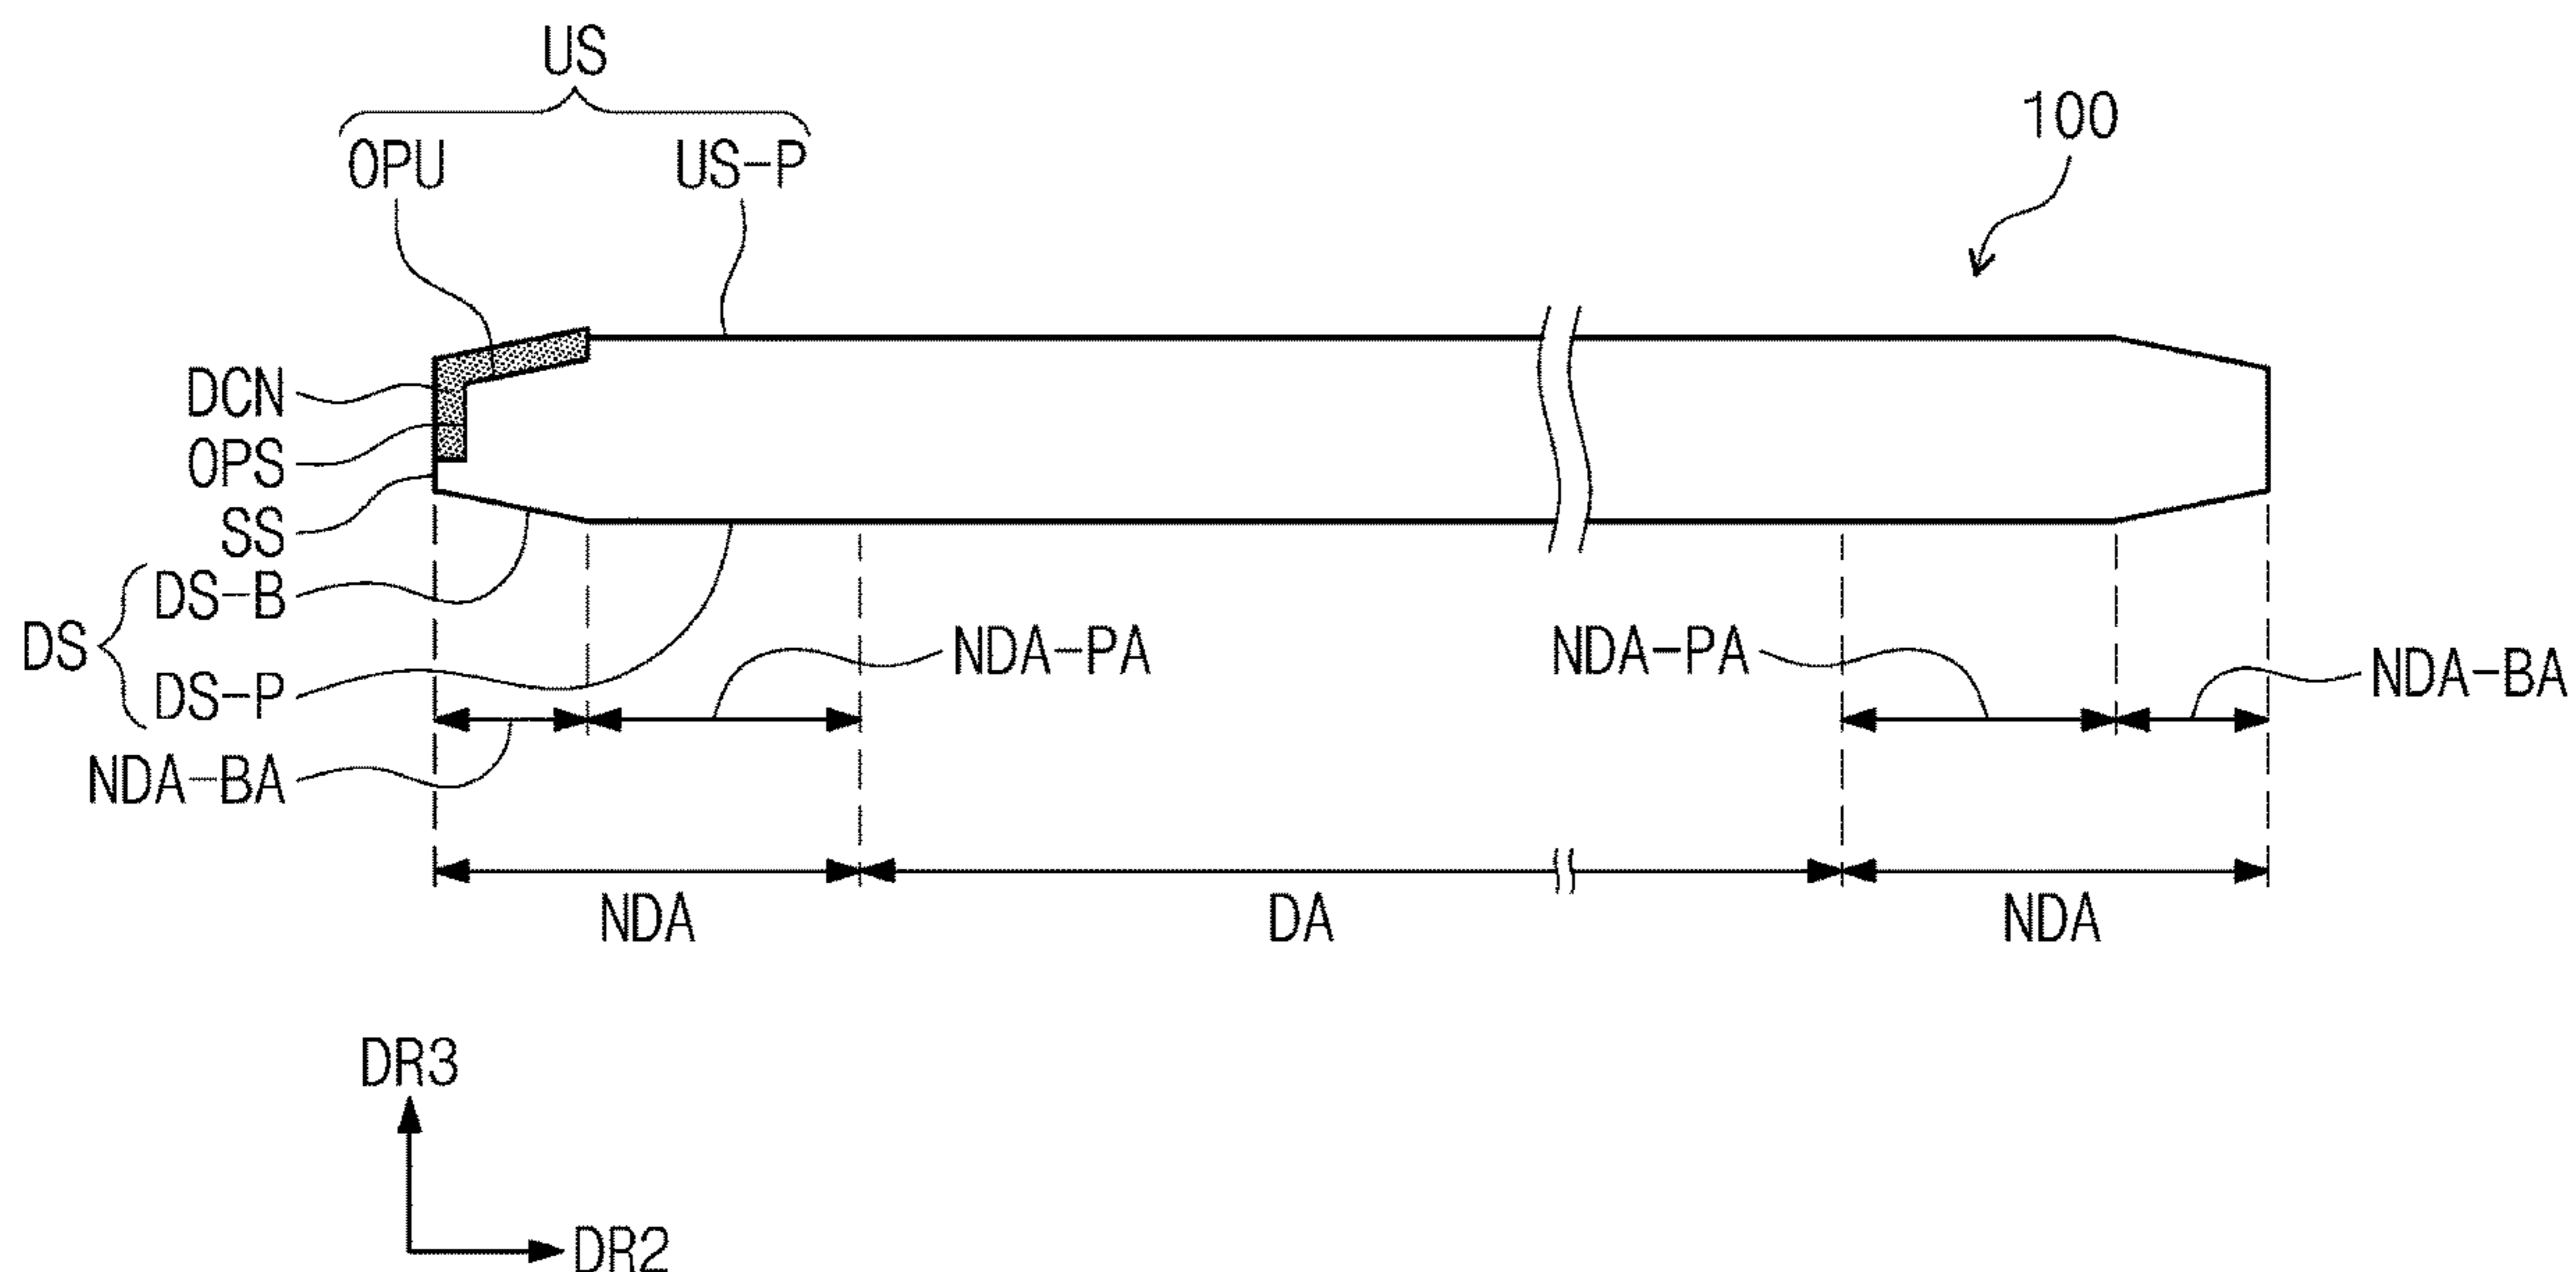 US
OPU US-P
100
DCN
OPS
SS
DS
DS-B
DS-P
NDA-PA NDA-PA NDA-BA
NDA-BA
NDA DA NDA
DR3
DR2